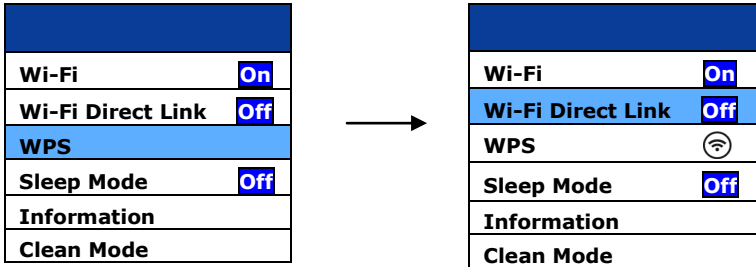 Wi-Fi On
Wi-Fi Direct Link Off
WPS
Sleep Mode Off
Information
Clean Mode
Wi-Fi On
Wi-Fi Direct Link Off
WPS
Sleep Mode Off
Information
Clean Mode